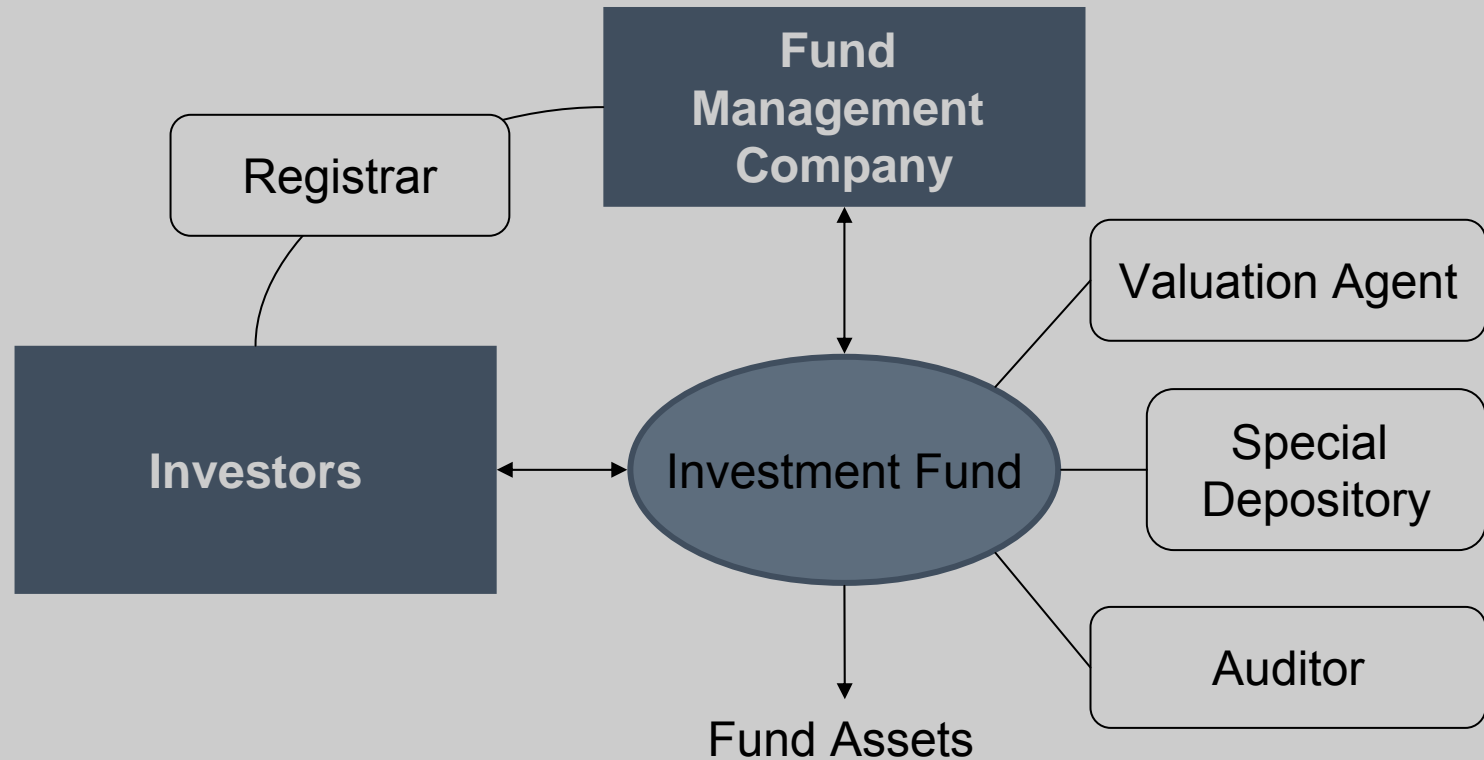 Fund
Management
Company
Registrar
Valuation Agent
Investors
Investment Fund
Special
Depository
Auditor
Fund Assets